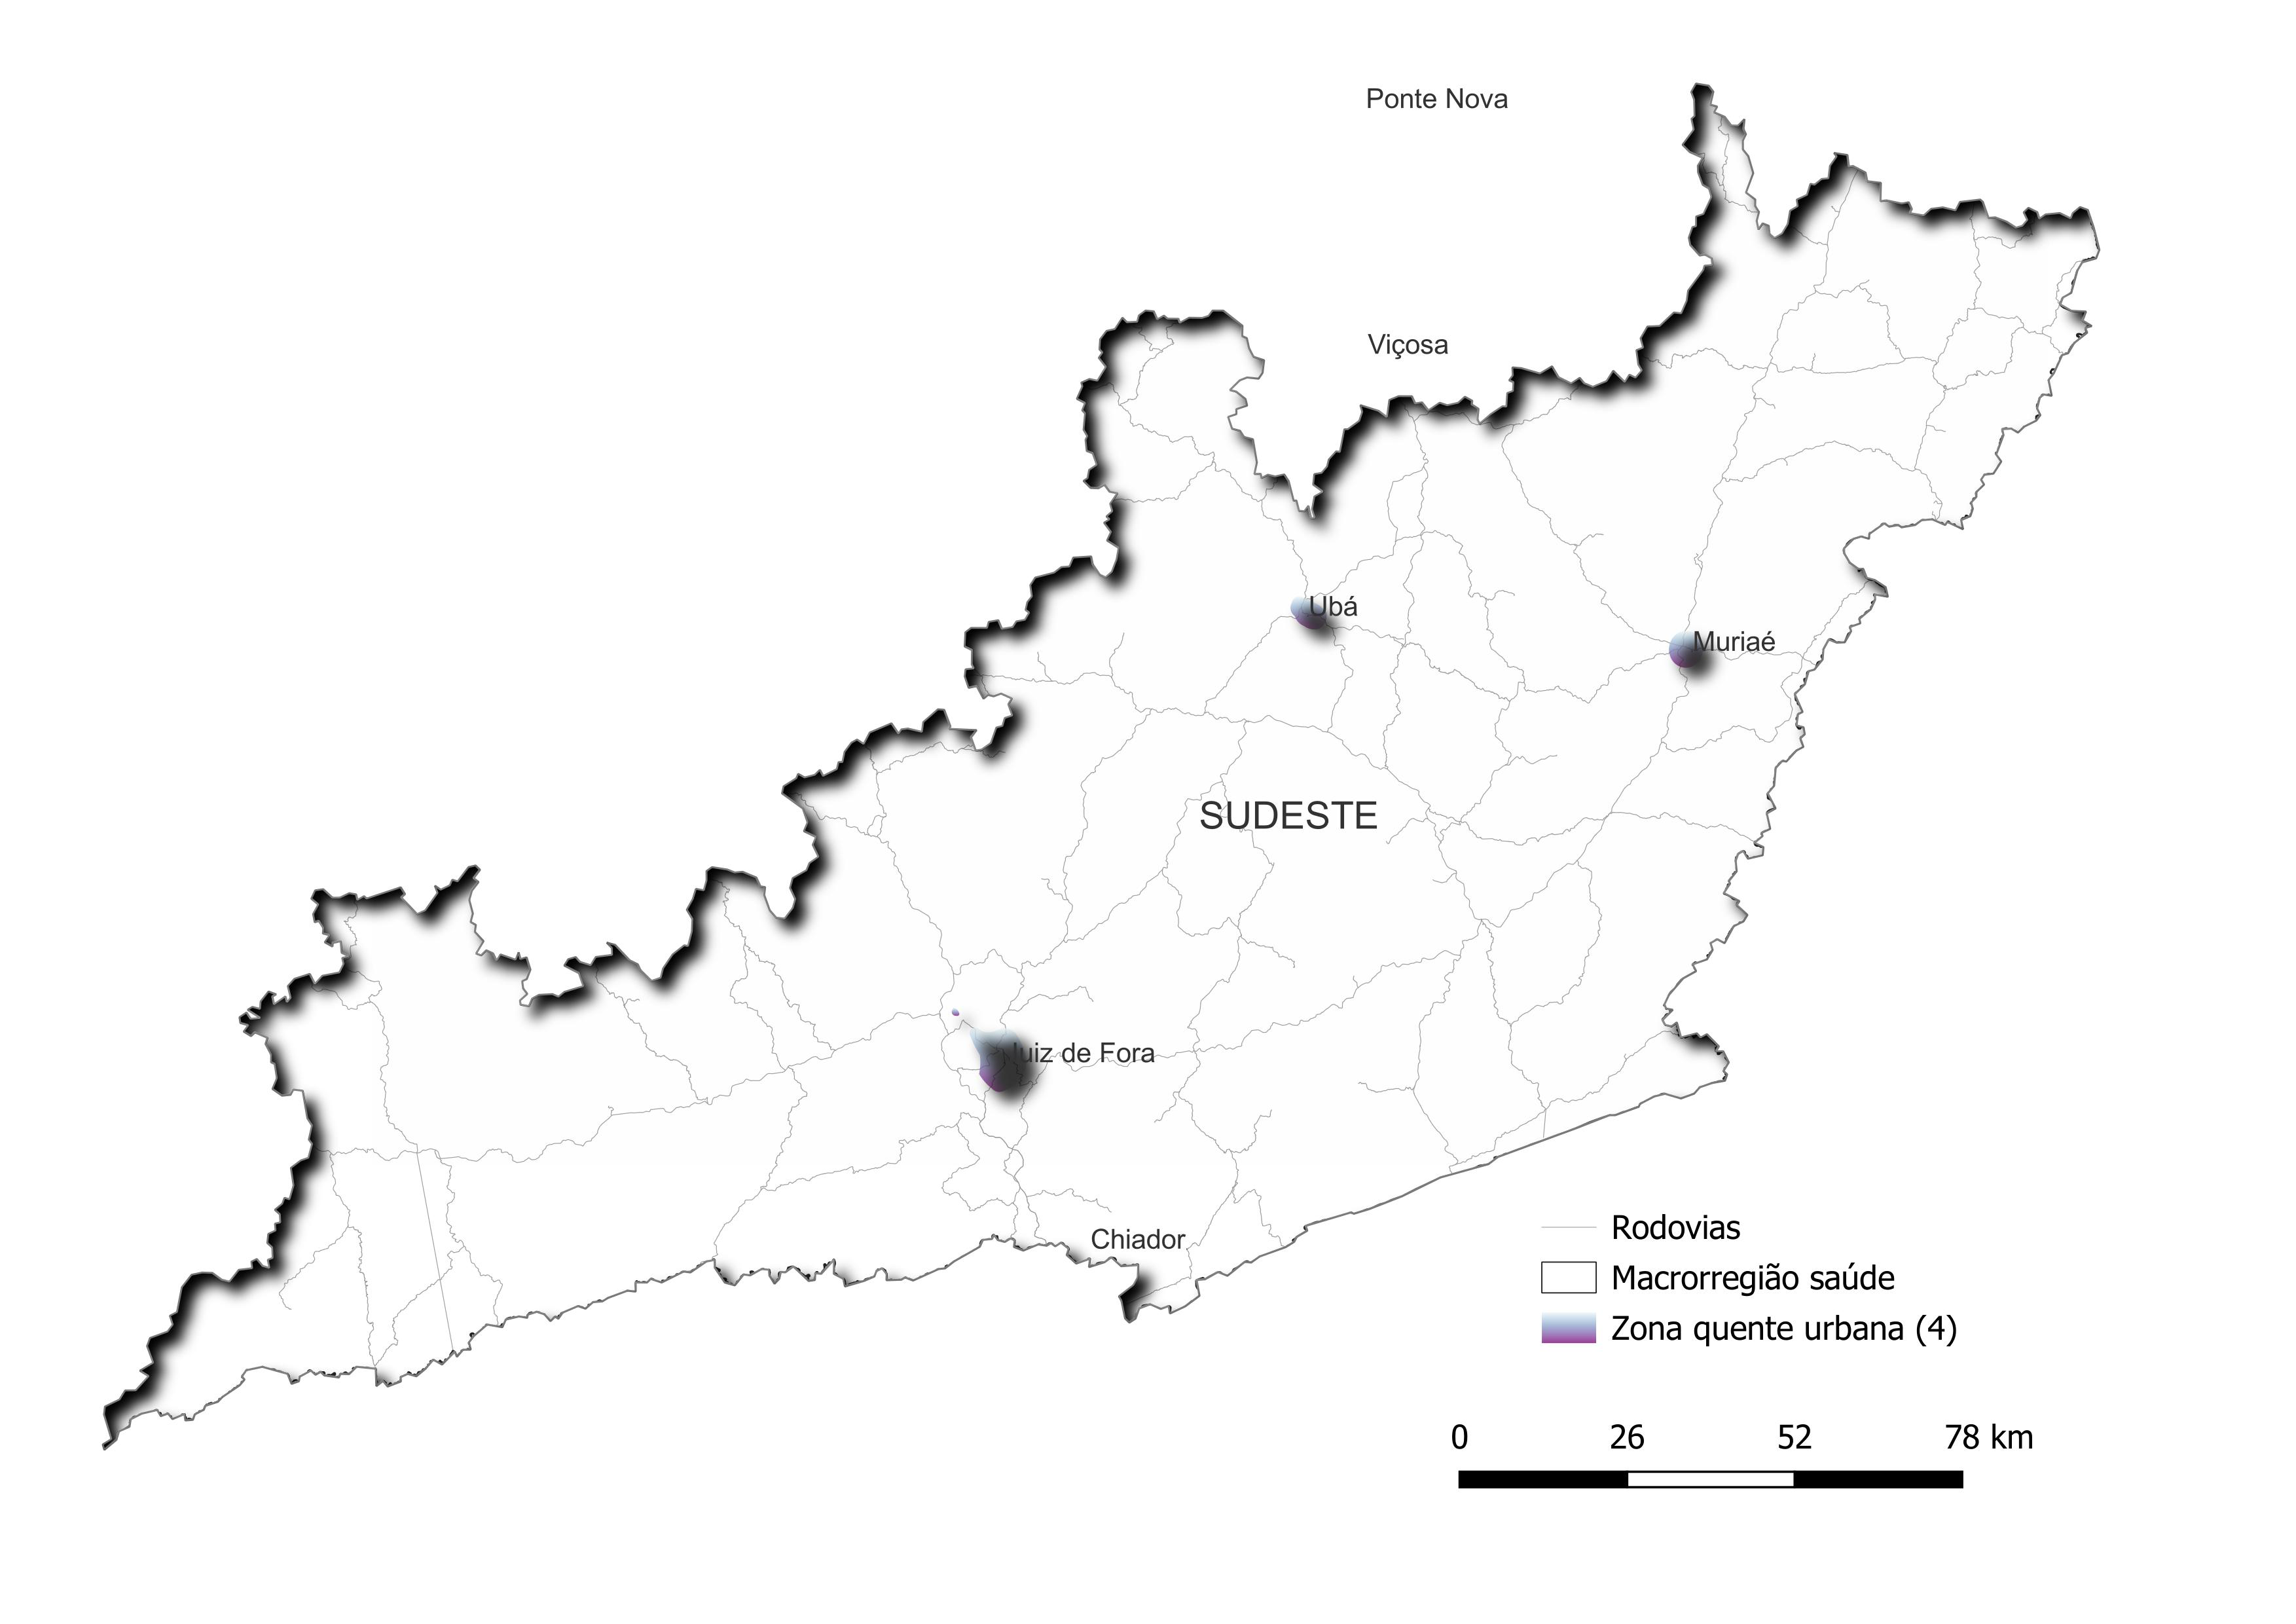 Ponte Nova
Viçosa
Ubá
Muriaé
SUDESTE
Juiz de Fora
Chiador
Rodovias
Macrorregião saúde
Zona quente urbana (4)
0 26 52 78 km